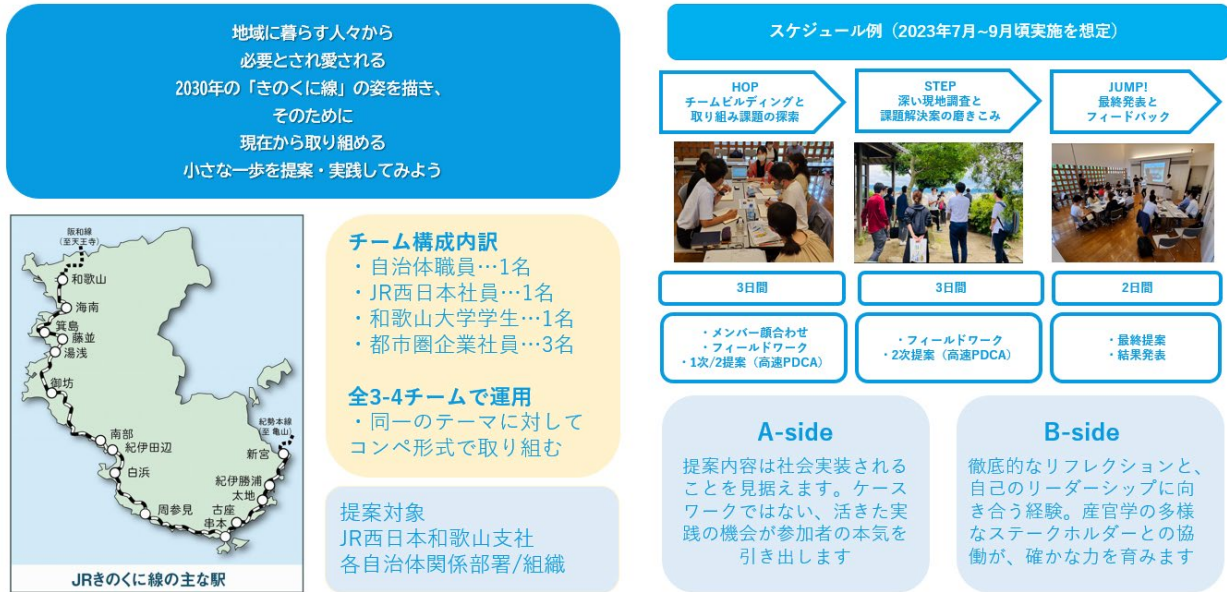 地域に暮らす人々から
必要とされ愛される
2030年の「きのくに線」の姿を描き、
そのために
現在から取り組める
小さな一歩を提案・実践してみよう
阪和線
(至天王寺)
和歌山
海南
箕島
藤並
湯浅
御坊
南部
紀伊田辺
白浜
周参見
串本
古座
太地
紀伊勝浦
新宮
紀勢本線
(至 亀山)
JRきのくに線の主な駅
チーム構成内訳
・自治体職員…1名
・JR西日本社員…1名
・和歌山大学学生…1名
・都市圏企業社員…3名
全3-4チームで運用
・同一のテーマに対して
コンペ形式で取り組む
提案対象
JR西日本和歌山支社
各自治体関係部署/組織
スケジュール例（2023年7月~9月頃実施を想定）
HOP
チームビルディングと
取り組み課題の探索
STEP
深い現地調査と
課題解決案の磨きこみ
JUMP!
最終発表と
フィードバック
3日間
3日間
2日間
・メンバー顔合わせ
・フィールドワーク
・1次/2提案（高速PDCA）
・フィールドワーク
・2次提案（高速PDCA）
・最終提案
・結果発表
A-side
提案内容は社会実装される
ことを見据えます。ケース
ワークではない、活きた実
践の機会が参加者の本気を
引き出します
B-side
徹底的なリフレクションと、
自己のリーダーシップに向
き合う経験。産官学の多様
なステークホルダーとの協
働が、確かな力を育みます